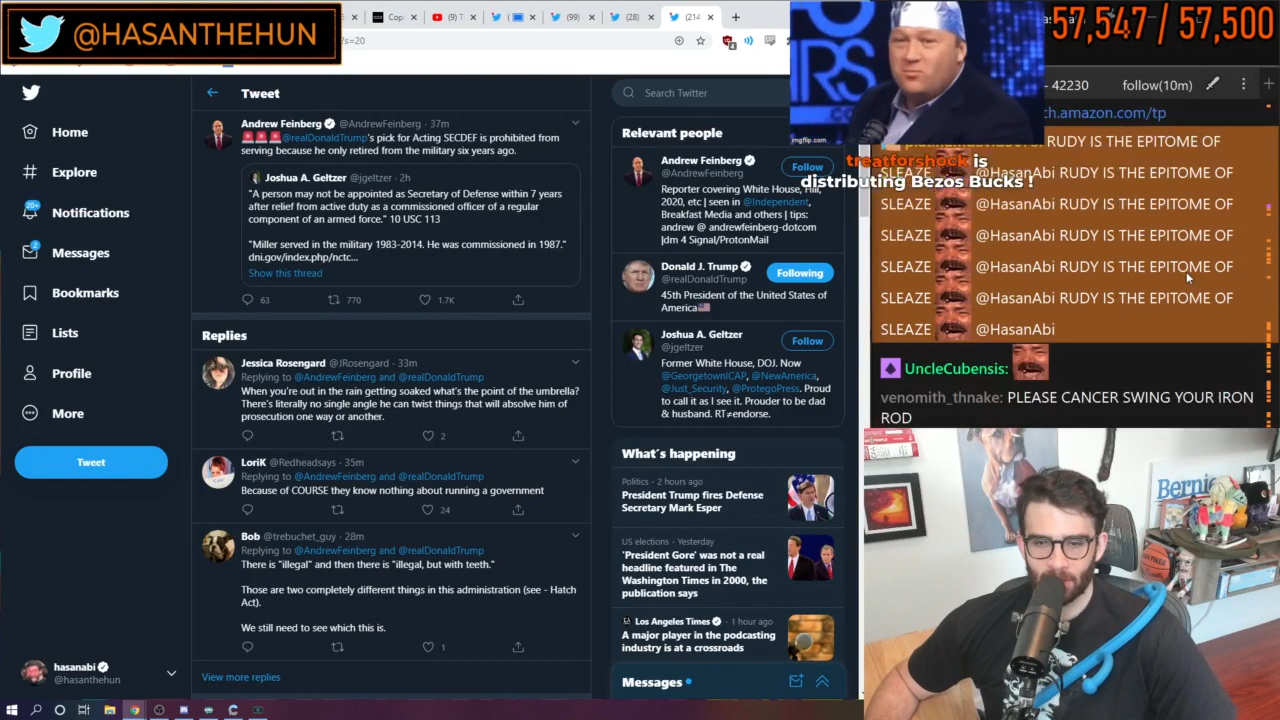 @HASANTHEHUN
Cop
(9) T
(99)
(28)
(214
?s=20
57,547 / 57,500
- 42230
follow(10m)
ch.amazon.com/tp
imgflip.com
treatforshock is
distributing Bezos Bucks !
Home
Explore
20+
Notifications
2
Messages
Bookmarks
Lists
Profile
More
Tweet
hasanabi
@hasanthehun
Tweet
Andrew Feinberg @AndrewFeinberg · 37m
🚨🚨🚨@realDonaldTrump's pick for Acting SECDEF is prohibited from
serving because he only retired from the military six years ago.
Joshua A. Geltzer @jgeltzer · 2h
"A person may not be appointed as Secretary of Defense within 7 years
after relief from active duty as a commissioned officer of a regular
component of an armed force." 10 USC 113
"Miller served in the military 1983-2014. He was commissioned in 1987."
dni.gov/index.php/nctc…
Show this thread
63 770 1.7K
Replies
Jessica Rosengard @JRosengard · 33m
Replying to @AndrewFeinberg and @realDonaldTrump
When you're out in the rain getting soaked what's the point of the umbrella?
There's literally no single angle he can twist things that will absolve him of
prosecution one way or another.
2
LoriK @Redheadsays · 35m
Replying to @AndrewFeinberg and @realDonaldTrump
Because of COURSE they know nothing about running a government
24
Bob @trebuchet_guy · 28m
Replying to @AndrewFeinberg and @realDonaldTrump
There is "illegal" and then there is "illegal, but with teeth."
Those are two completely different things in this administration (see - Hatch
Act).
We still need to see which this is.
1
View more replies
Search Twitter
Relevant people
Andrew Feinberg
@AndrewFeinberg
Follow
Reporter covering White House, Hill,
2020, etc | seen in @Independent,
Breakfast Media and others | tips:
andrew @ andrewfeinberg-dotcom
|dm 4 Signal/ProtonMail
Donald J. Trump
@realDonaldTrump
Following
45th President of the United States of
America🇺🇸
Joshua A. Geltzer
@jgeltzer
Follow
Former White House, DOJ. Now
@GeorgetownICAP, @NewAmerica,
@Just_Security, @ProtegoPress. Proud
to call it as I see it. Prouder to be dad
& husband. RT≠endorse.
What's happening
Politics · 2 hours ago
President Trump fires Defense
Secretary Mark Esper
US elections · Yesterday
'President Gore' was not a real
headline featured in The
Washington Times in 2000, the
publication says
Los Angeles Times · 1 hour ago
A major player in the podcasting
industry is at a crossroads
Messages
RUDY IS THE EPITOME OF
SLEAZE @HasanAbi RUDY IS THE EPITOME OF
SLEAZE @HasanAbi RUDY IS THE EPITOME OF
SLEAZE @HasanAbi RUDY IS THE EPITOME OF
SLEAZE @HasanAbi RUDY IS THE EPITOME OF
SLEAZE @HasanAbi RUDY IS THE EPITOME OF
SLEAZE @HasanAbi
UncleCubensis:
venomith_thnake: PLEASE CANCER SWING YOUR IRON
ROD
Bernie